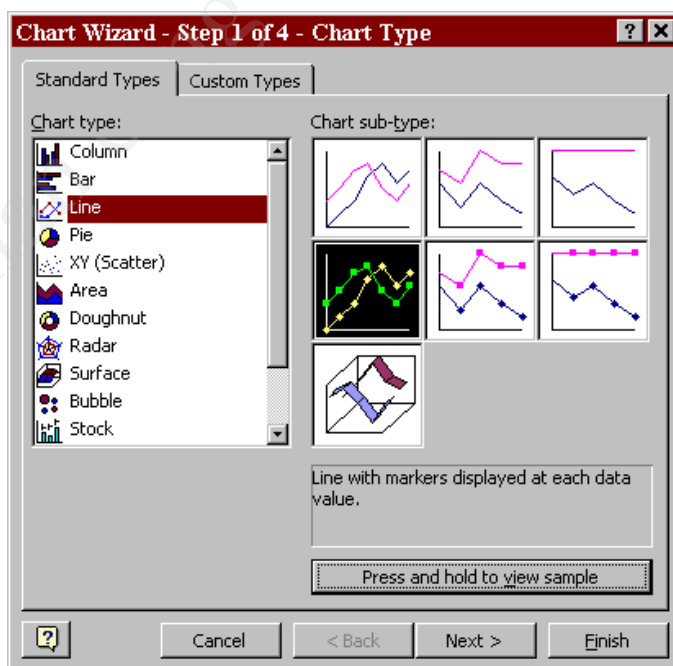 Chart Wizard - Step 1 of 4 - Chart Type
Standard Types
Custom Types
Chart type:
Column
Bar
Line
Pie
XY (Scatter)
Area
Doughnut
Radar
Surface
Bubble
Stock
Chart sub-type:
Line with markers displayed at each data
value.
Press and hold to view sample
Cancel
< Back
Next >
Finish